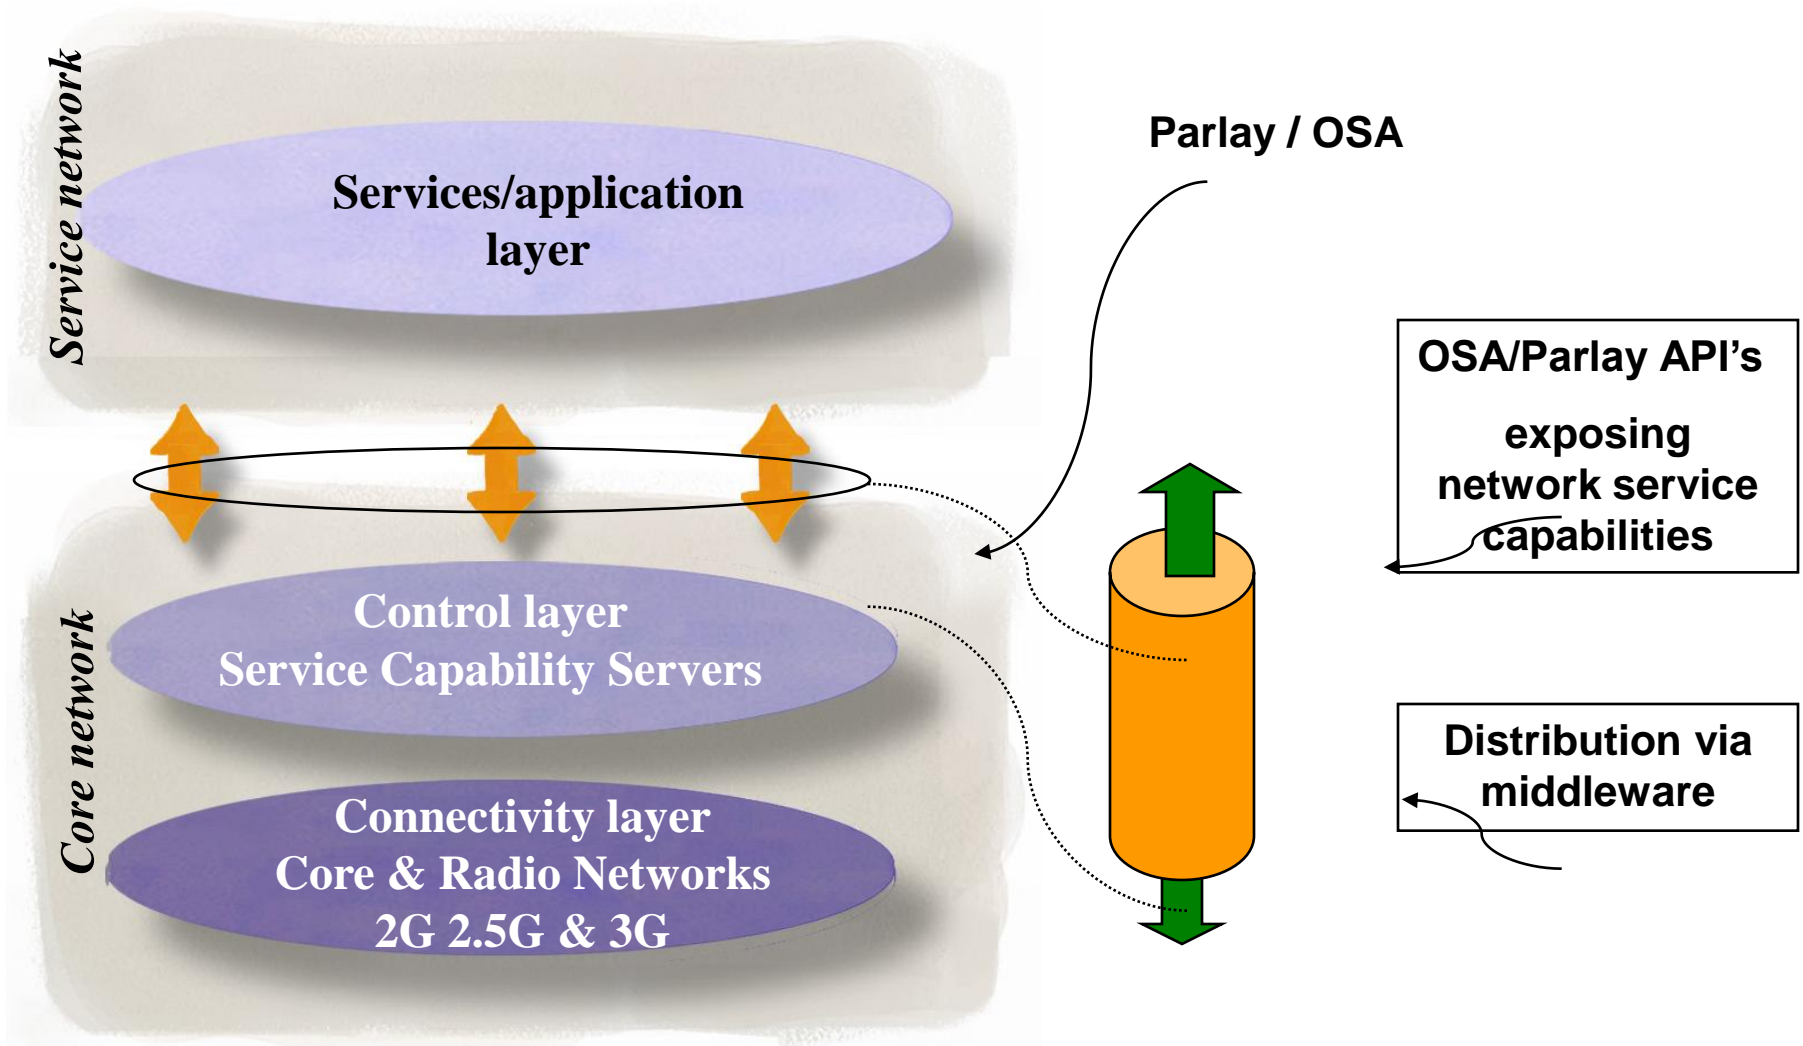 Service network
Services/application
layer
Parlay / OSA
OSA/Parlay API’s
exposing
network service
capabilities
Core network
Control layer
Service Capability Servers
Connectivity layer
Core & Radio Networks
2G 2.5G & 3G
Distribution via
middleware